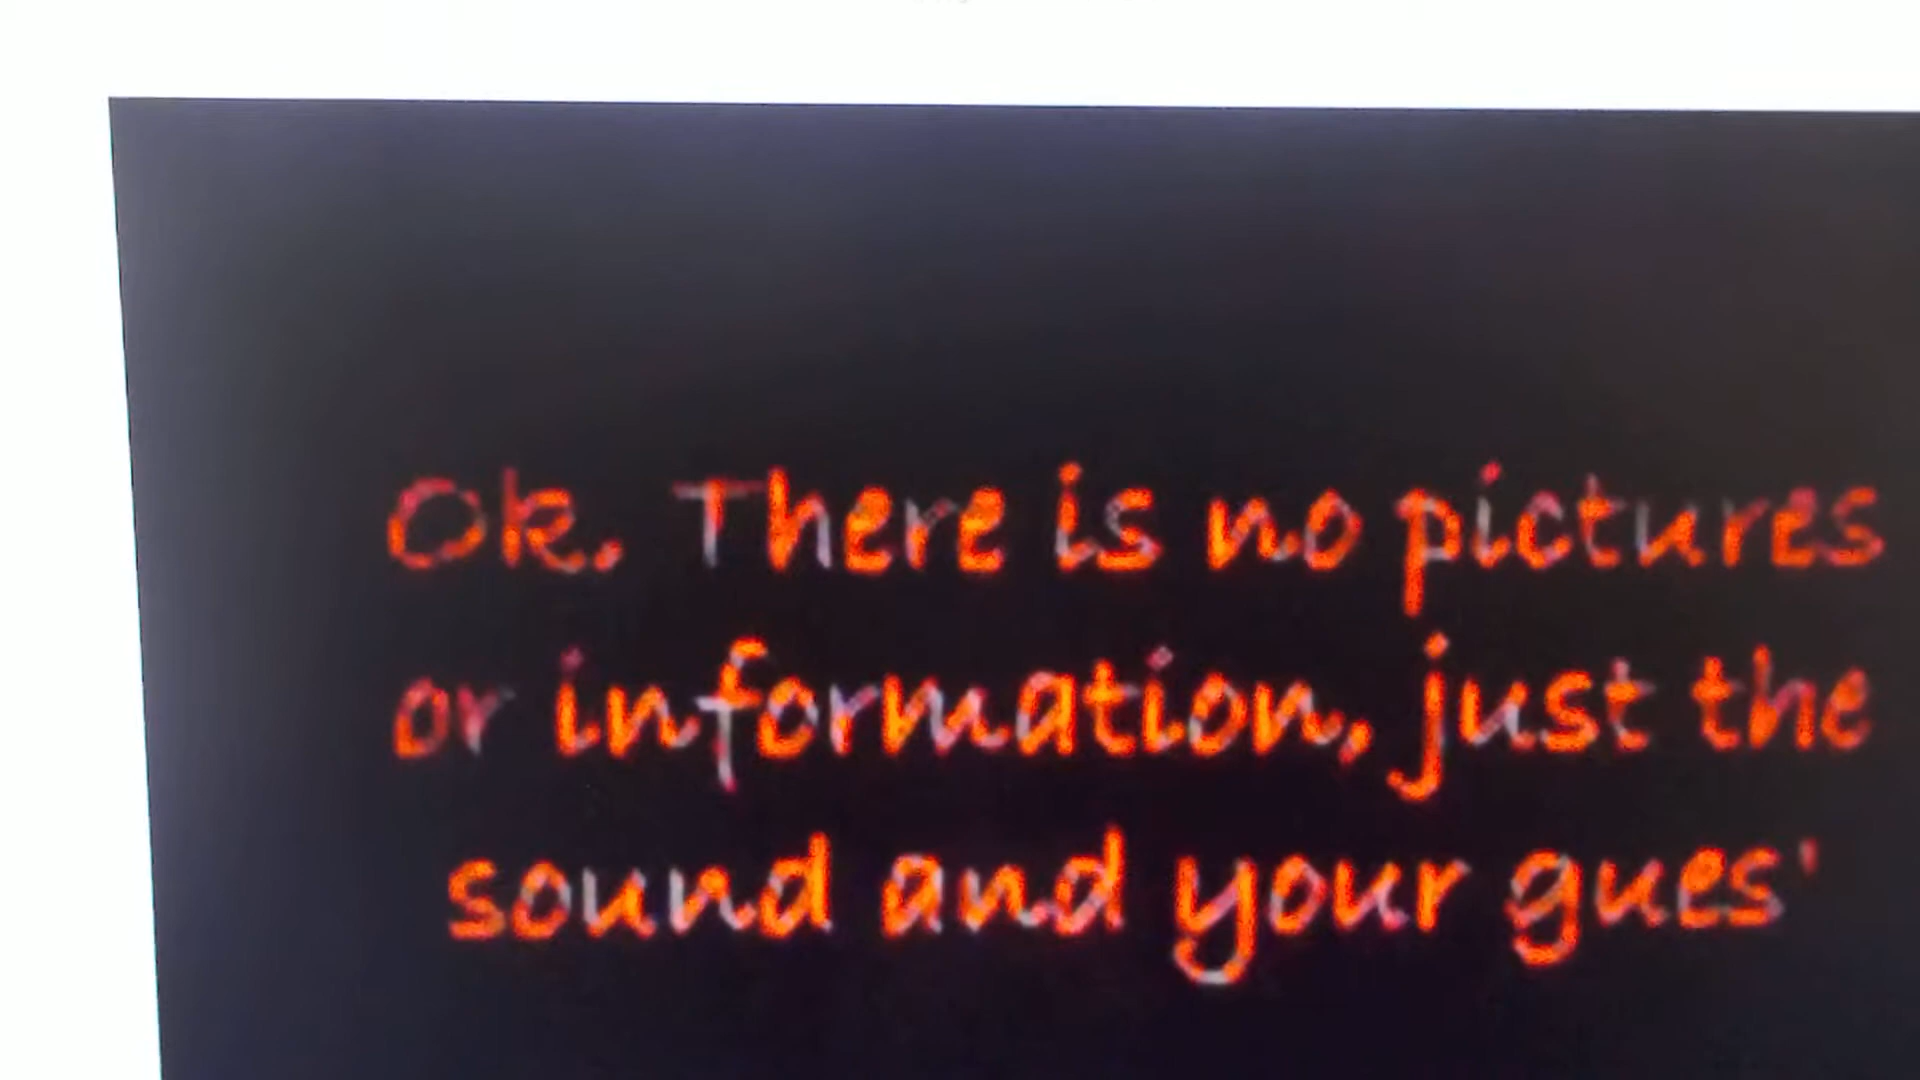 Ok. There is no pictures
or information, just the
sound and your gues'